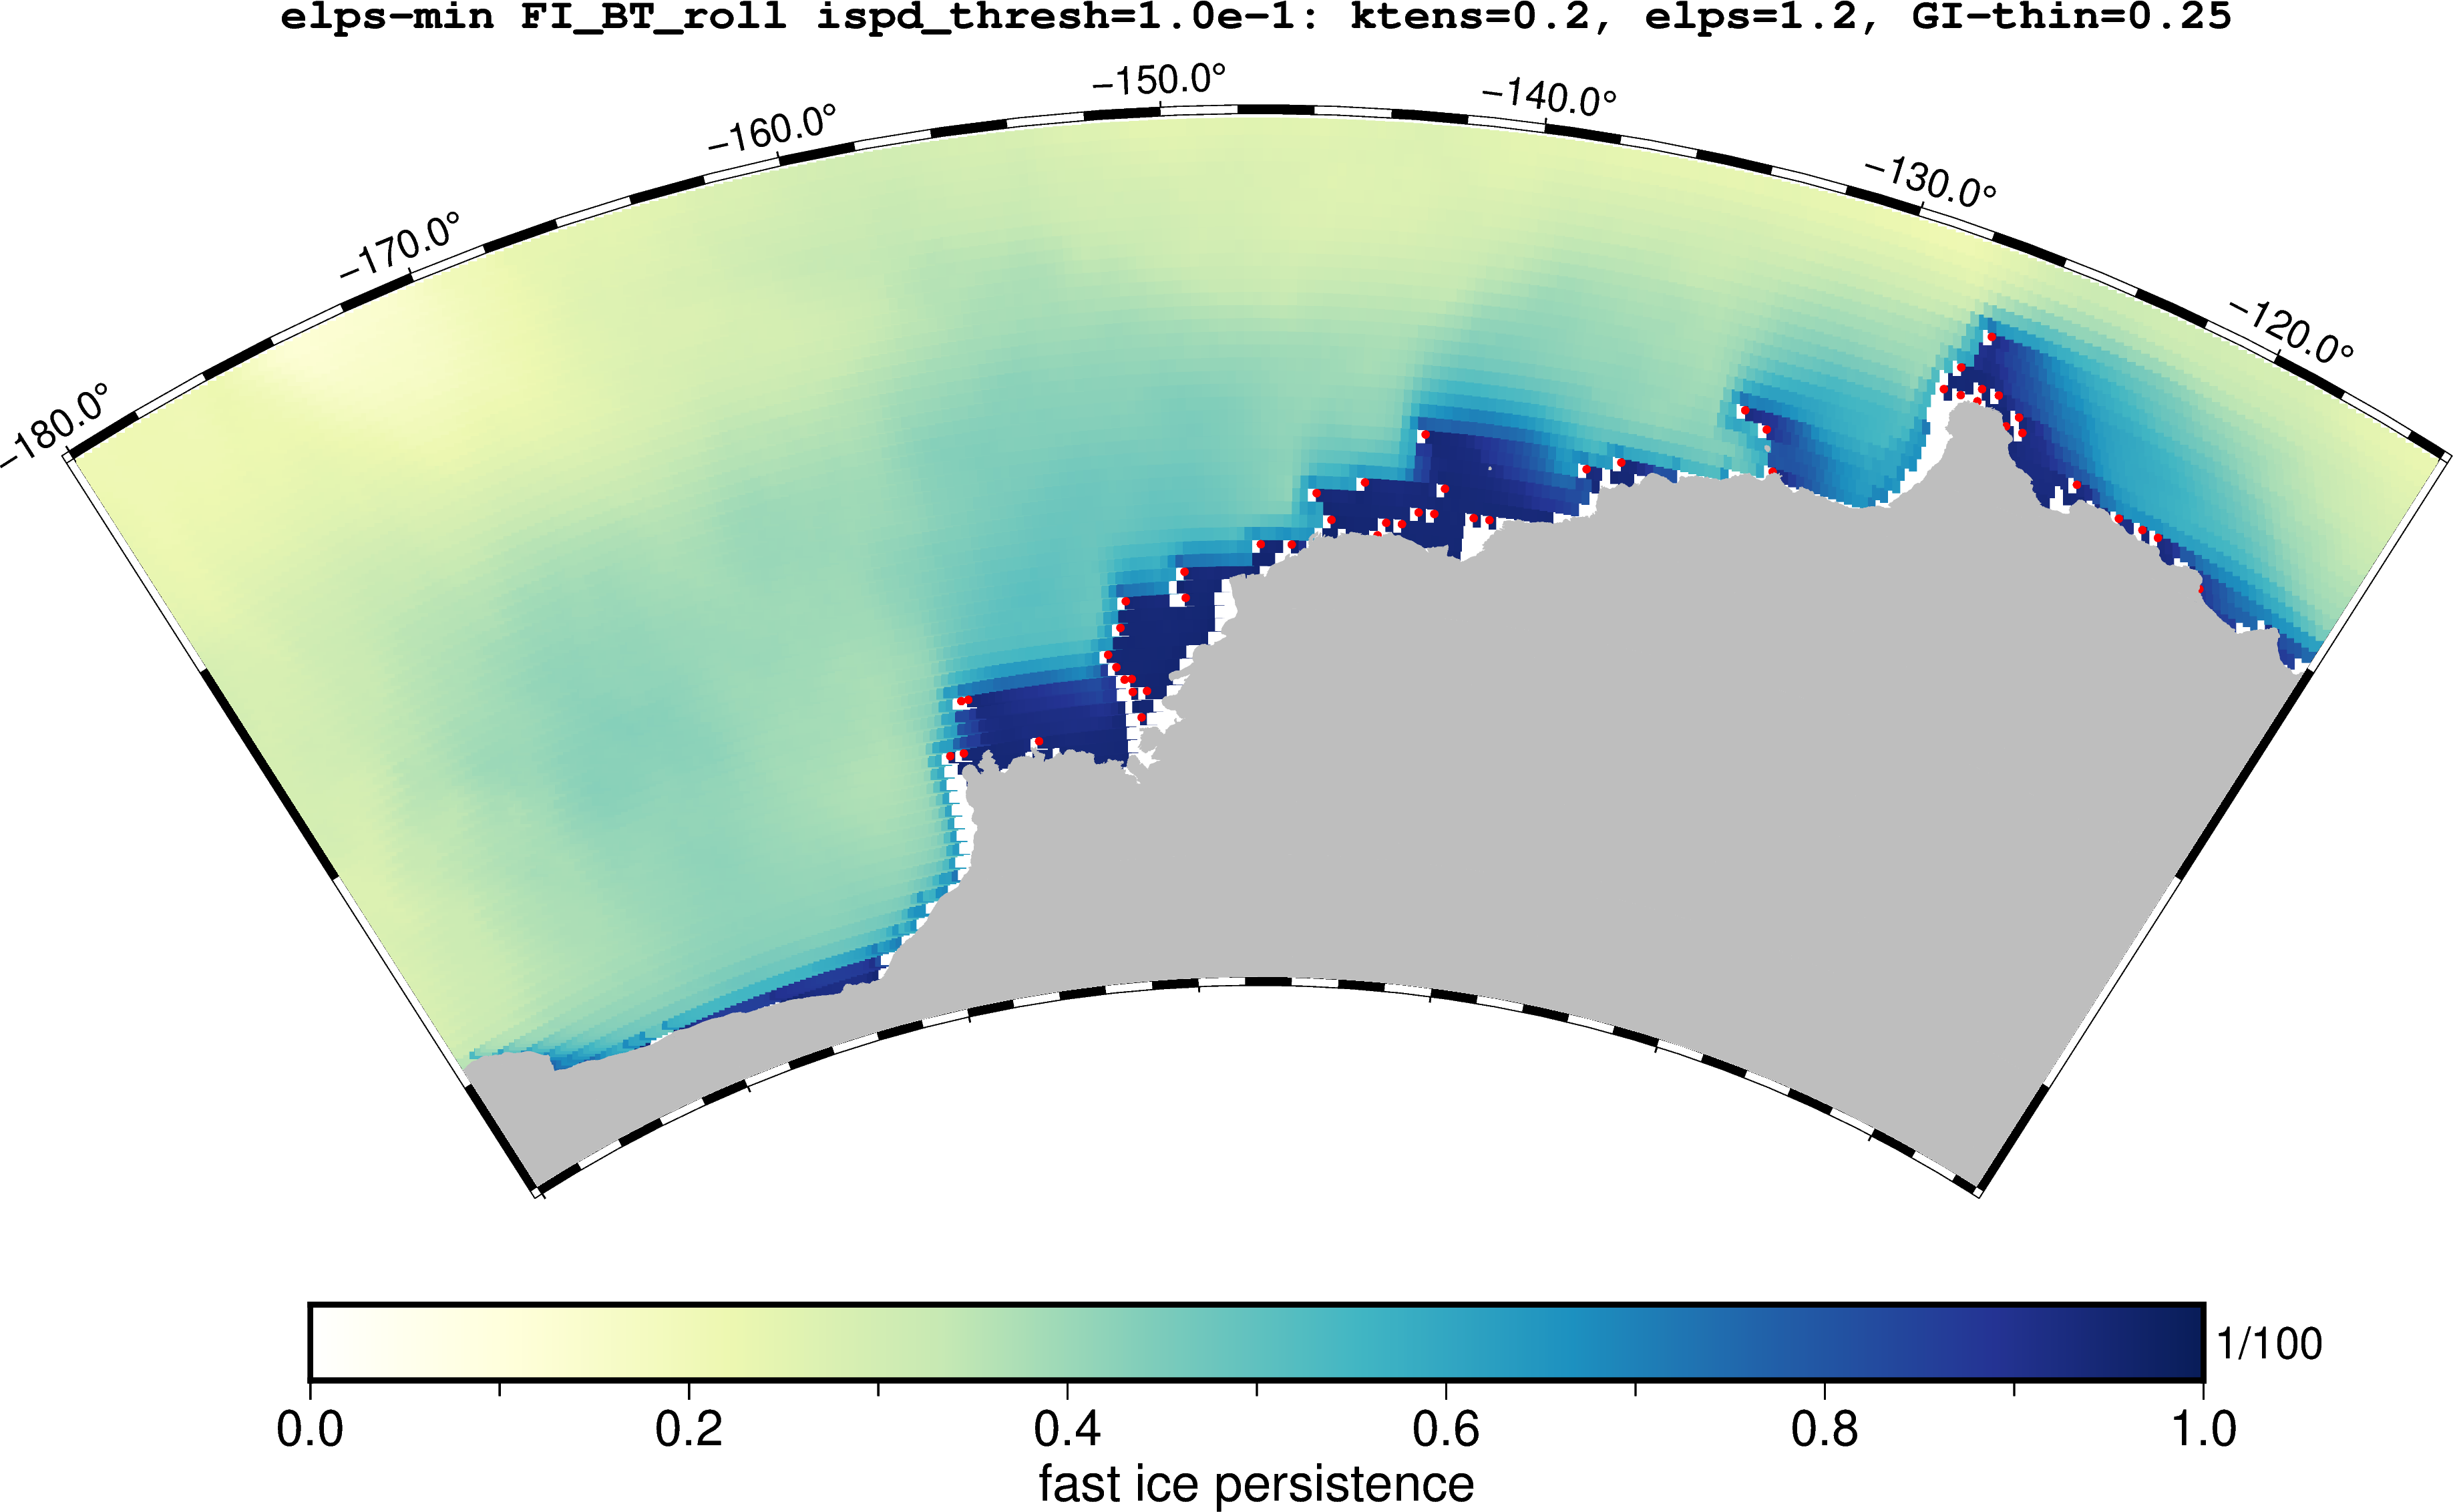 elps-min FI_BT_roll ispd_thresh=1.0e-1: ktens=0.2, elps=1.2, GI-thin=0.25
-180.0°
-170.0°
-160.0°
-150.0°
-140.0°
-130.0°
-120.0°
1/100
0.0 0.2 0.4 0.6 0.8 1.0
fast ice persistence